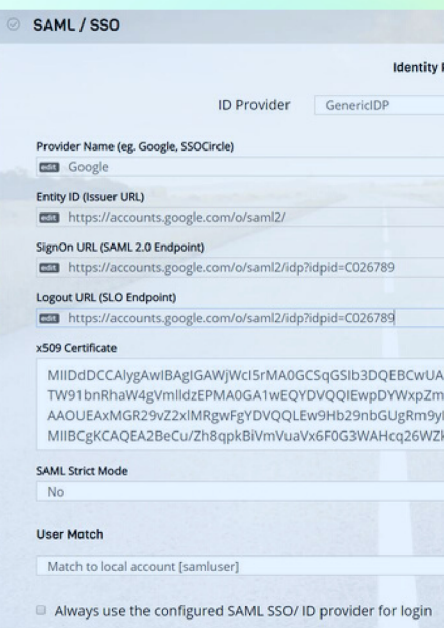 SAML / SSO
Identity
ID Provider GenericIDP
Provider Name (eg. Google, SSOCircle)
edit Google
Entity ID (Issuer URL)
edit https://accounts.google.com/o/saml2/
SignOn URL (SAML 2.0 Endpoint)
edit https://accounts.google.com/o/saml2/idp?idpid=C026789
Logout URL (SLO Endpoint)
edit https://accounts.google.com/o/saml2/idp?idpid=C026789
x509 Certificate
MIIDdDCCAlygAwIBAgIGAWjWcI5rMA0GCSqGSIb3DQEBCwUA
TW91bnRhaW4gVmlldzEPMA0GA1wEQYDVQQIEwpDYWxpZm
AAOUEAxMGR29vZ2xlMRgwFgYDVQQLEw9Hb29nbGUgRm9yI
MIIBCgKCAQEA2BeCu/Zh8qpkBiVmVuaVx6F0G3WAHcq26WZk
SAML Strict Mode
No
User Match
Match to local account [samluser]
Always use the configured SAML SSO/ ID provider for login